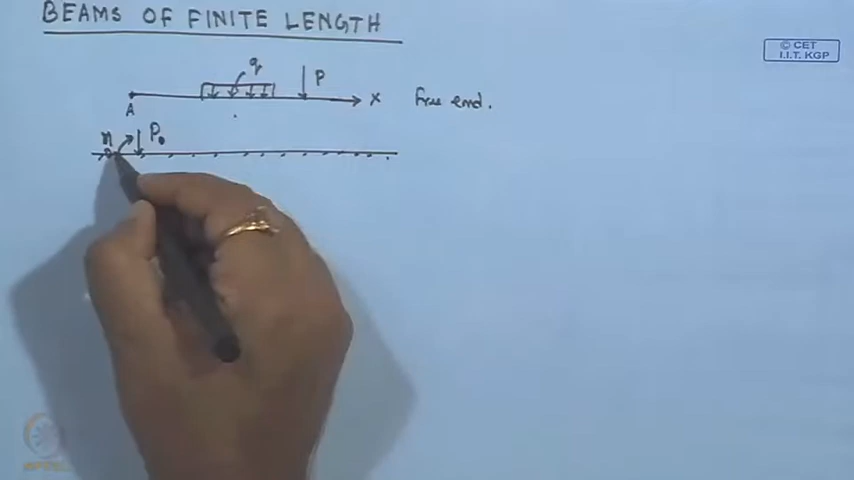 BEAMS OF FINITE LENGTH
© CET
I.I.T. KGP
q
P
A
X
Free end.
P₀